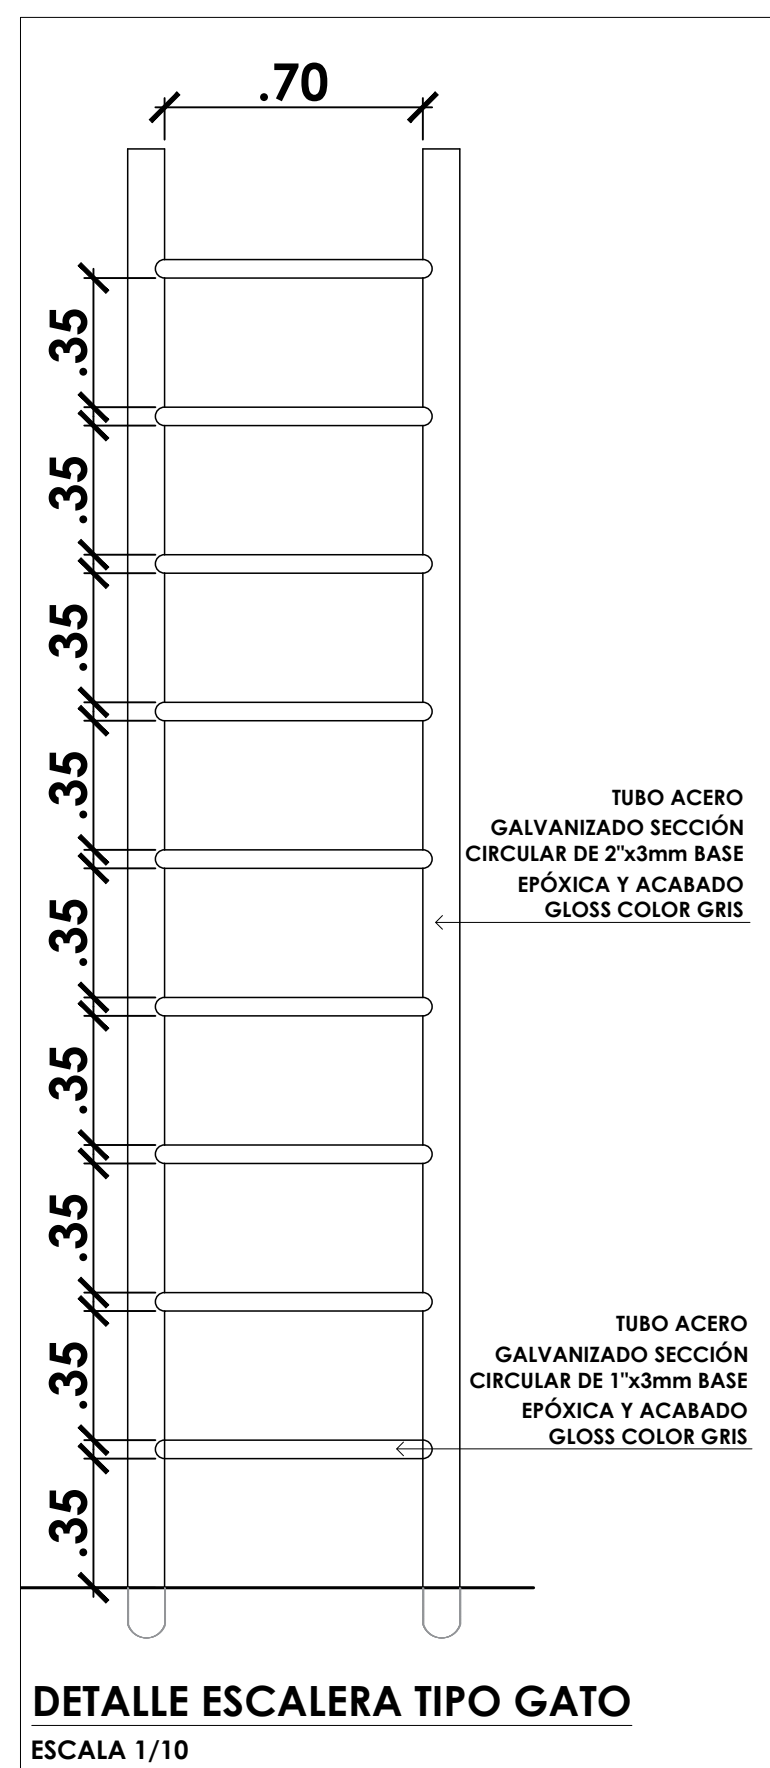 .70
.35
.35
.35
.35
.35
.35
.35
.35
.35
TUBO ACERO
GALVANIZADO SECCIÓN
CIRCULAR DE 2"x3mm BASE
EPÓXICA Y ACABADO
GLOSS COLOR GRIS
TUBO ACERO
GALVANIZADO SECCIÓN
CIRCULAR DE 1"x3mm BASE
EPÓXICA Y ACABADO
GLOSS COLOR GRIS
DETALLE ESCALERA TIPO GATO
ESCALA 1/10